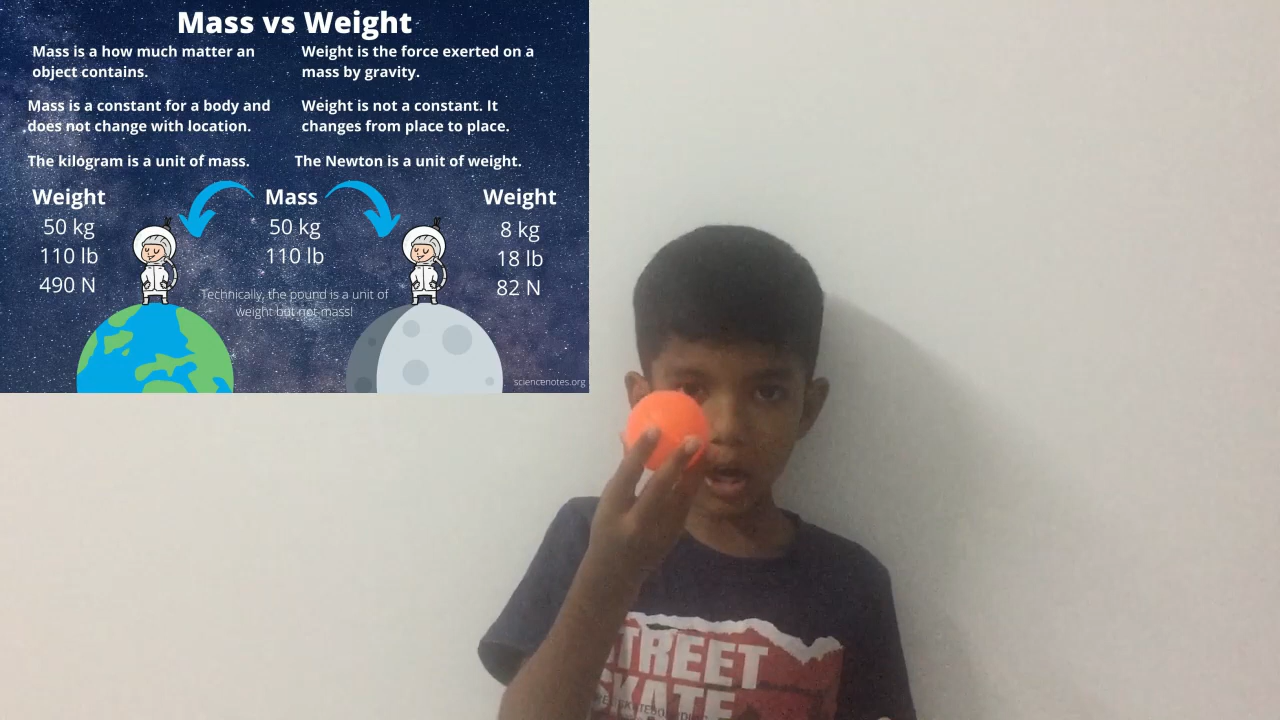 Mass vs Weight
Mass is a how much matter an
object contains.
Mass is a constant for a body and
does not change with location.
The kilogram is a unit of mass.
Weight is the force exerted on a
mass by gravity.
Weight is not a constant. It
changes from place to place.
The Newton is a unit of weight.
Weight
50 kg
110 lb
490 N
Mass
50 kg
110 lb
Technically, the pound is a unit of
weight but not mass!
Weight
8 kg
18 lb
82 N
sciencenotes.org
STREET
SKATE